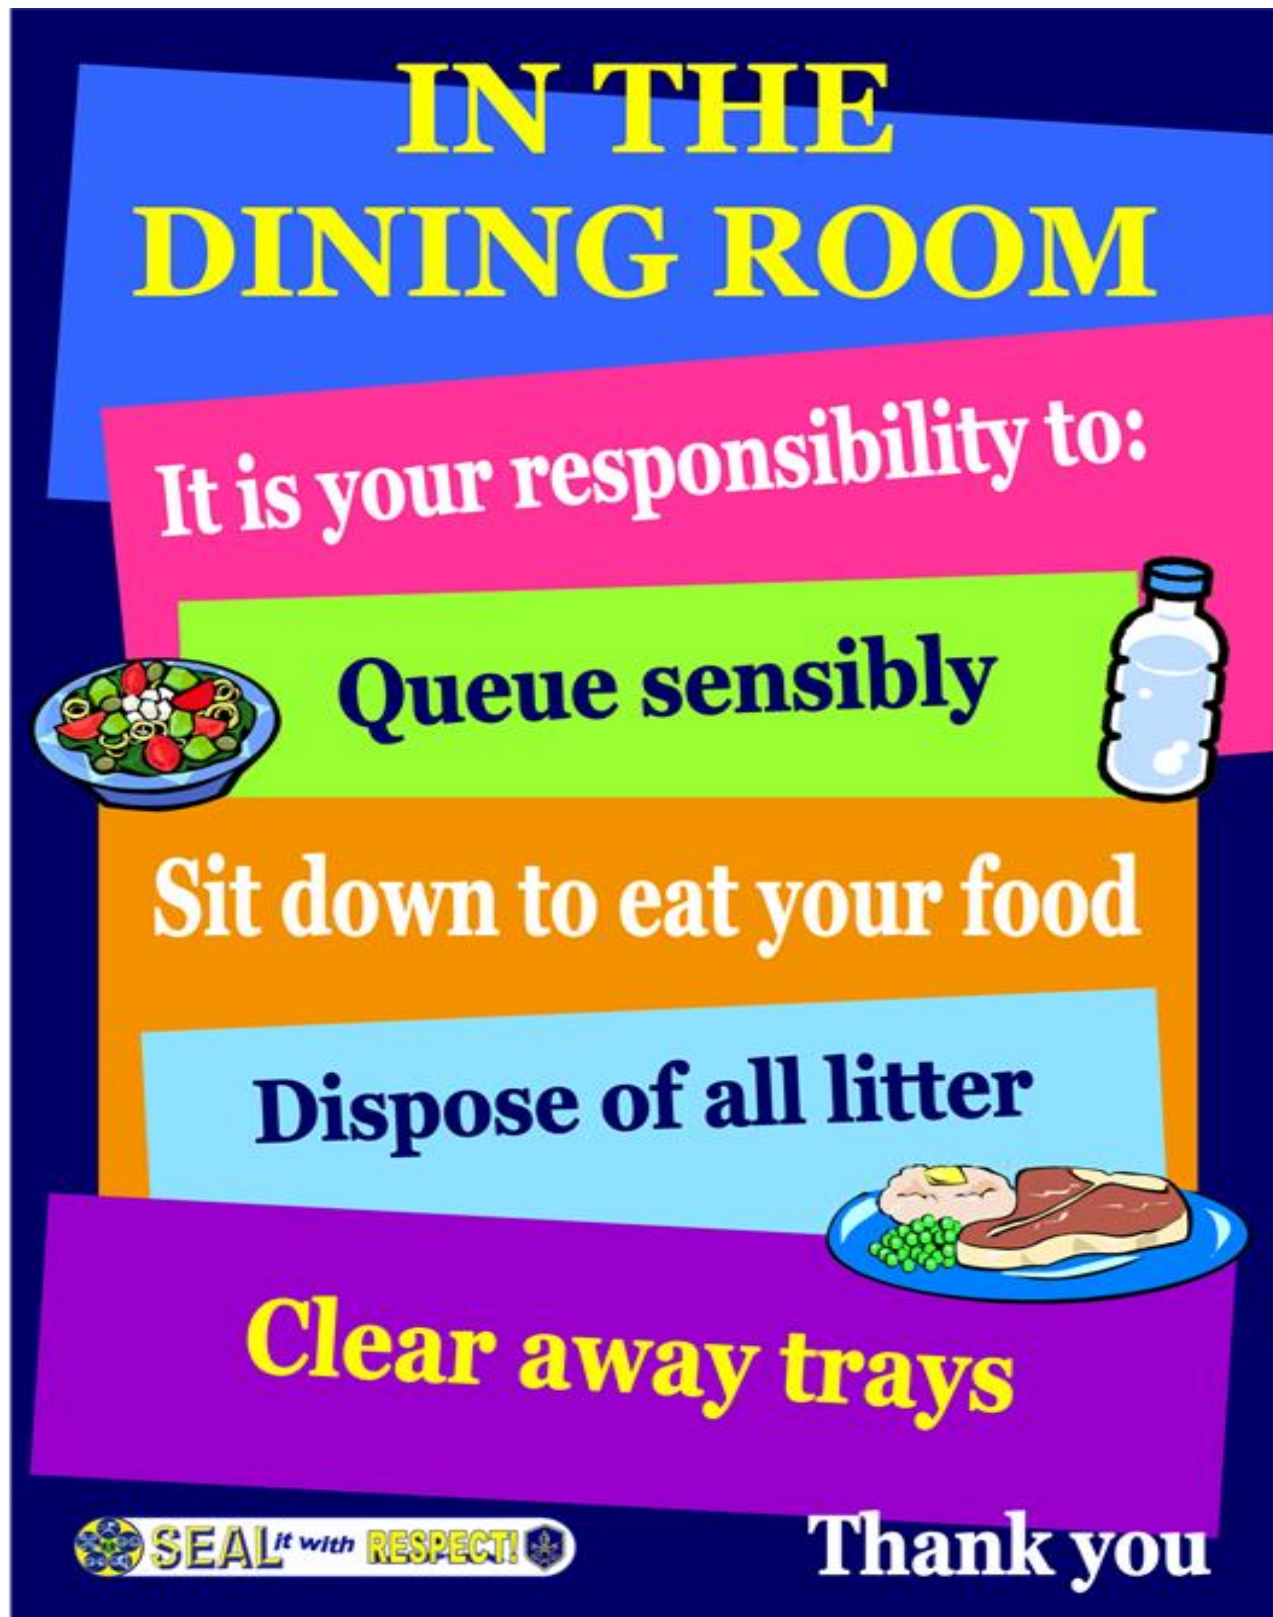 IN THE
DINING ROOM
It is your responsibility to:
Queue sensibly
Sit down to eat your food
Dispose of all litter
Clear away trays
SEAL it with RESPECT!
Thank you